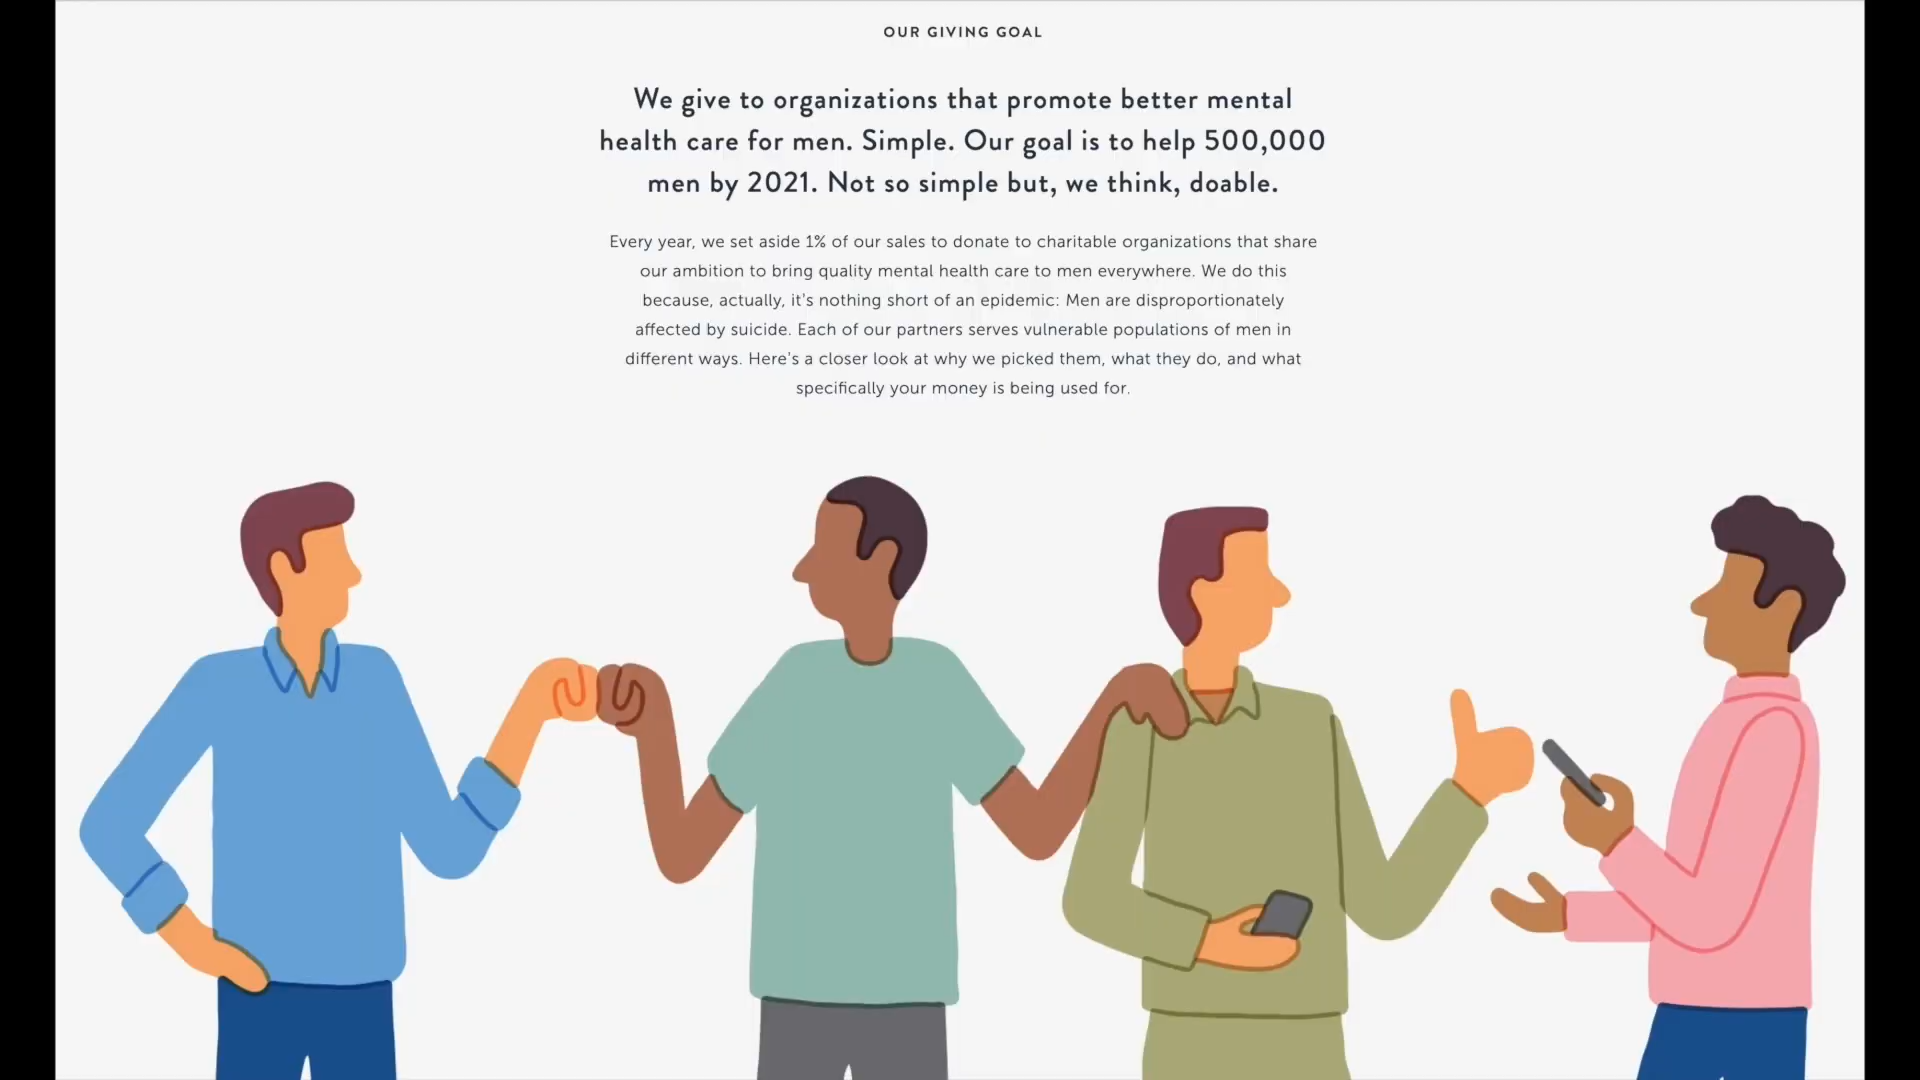 OUR GIVING GOAL
We give to organizations that promote better mental
health care for men. Simple. Our goal is to help 500,000
men by 2021. Not so simple but, we think, doable.
Every year, we set aside 1% of our sales to donate to charitable organizations that share
our ambition to bring quality mental health care to men everywhere. We do this
because, actually, it's nothing short of an epidemic: Men are disproportionately
affected by suicide. Each of our partners serves vulnerable populations of men in
different ways. Here's a closer look at why we picked them, what they do, and what
specifically your money is being used for.